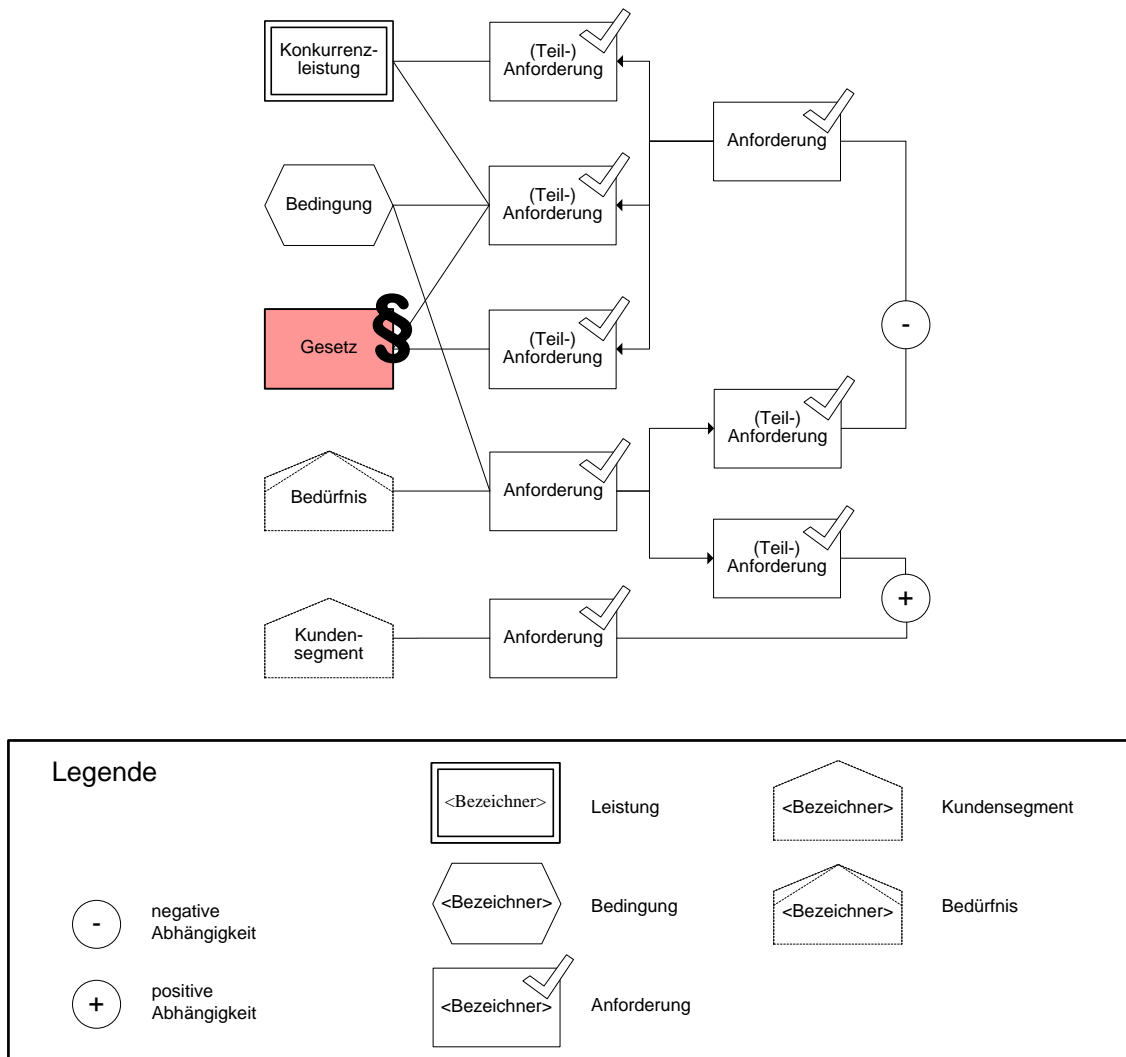 Konkurrenz-
leistung
(Teil-)
Anforderung
Anforderung
Bedingung
(Teil-)
Anforderung
Gesetz
§
(Teil-)
Anforderung
-
(Teil-)
Anforderung
Bedürfnis
Anforderung
(Teil-)
Anforderung
+
Kunden-
segment
Anforderung
Legende
<Bezeichner>
Leistung
<Bezeichner>
Kundensegment
-
negative
Abhängigkeit
<Bezeichner>
Bedingung
<Bezeichner>
Bedürfnis
+
positive
Abhängigkeit
<Bezeichner>
Anforderung